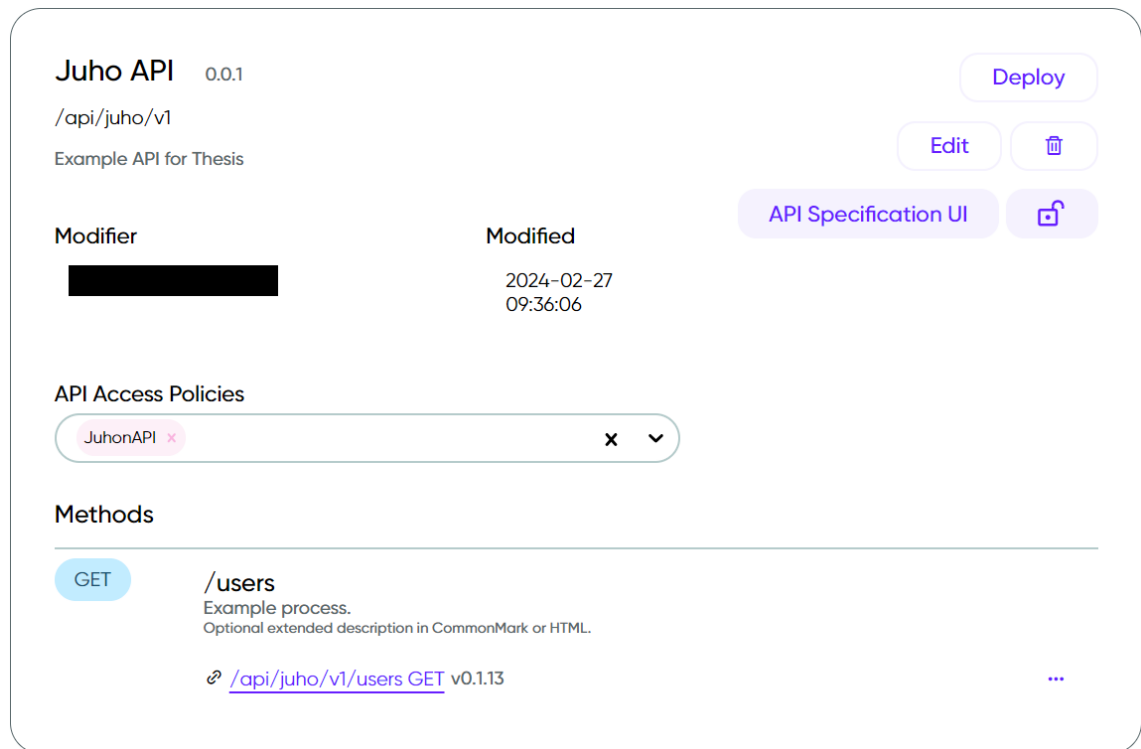 Juho API 0.0.1
Deploy
/api/juho/v1
Edit
Example API for Thesis
API Specification UI
Modifier Modified
2024-02-27
09:36:06
API Access Policies
JuhonAPI x
Methods
GET /users
Example process.
Optional extended description in CommonMark or HTML.
/api/juho/v1/users GET v0.1.13